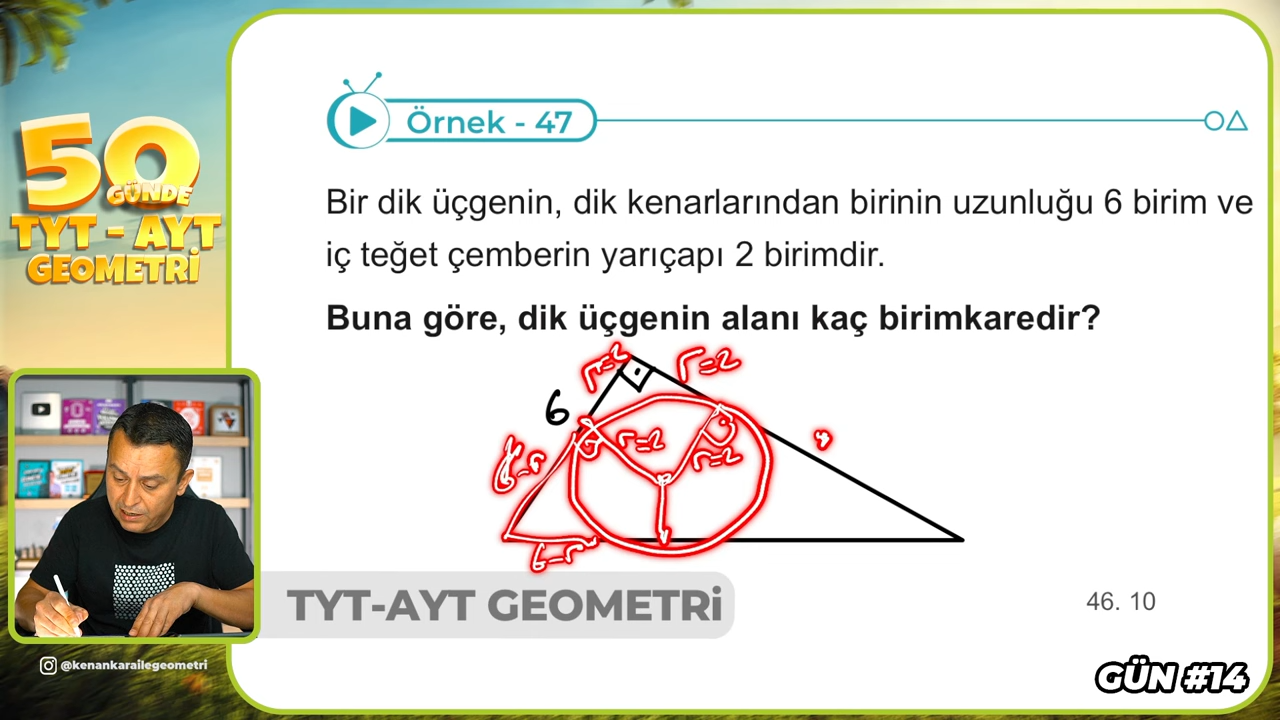 50
GÜNDE
TYT - AYT
GEOMETRİ
Örnek - 47
Bir dik üçgenin, dik kenarlarından birinin uzunluğu 6 birim ve
iç teğet çemberin yarıçapı 2 birimdir.
Buna göre, dik üçgenin alanı kaç birimkaredir?
r=2
r=2
6
r=2
r=2
6-r
6-r
TYT-AYT GEOMETRİ
46. 10
@kenankarailegeometri
GÜN #14